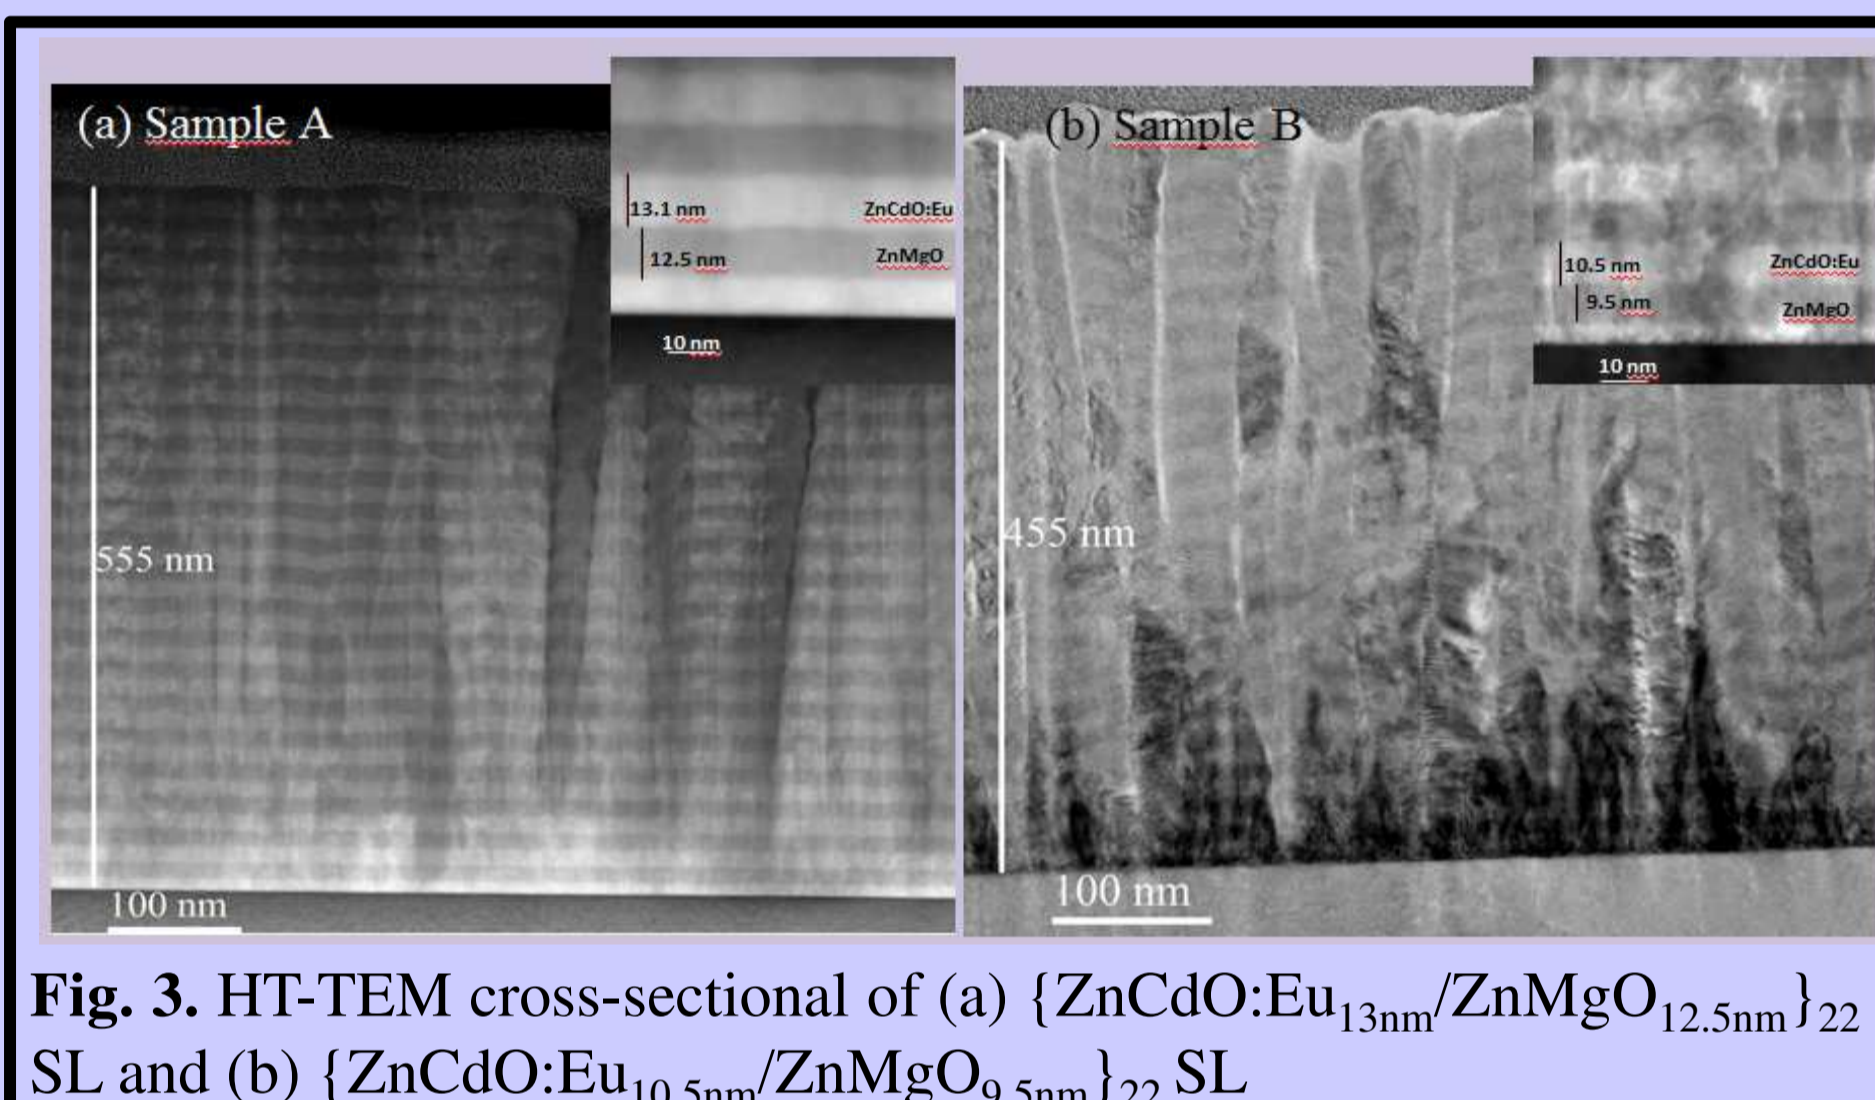 (a) Sample A
13.1 nm ZnCdO:Eu
12.5 nm ZnMgO
10 nm
555 nm
100 nm
(b) Sample B
10.5 nm ZnCdO:Eu
9.5 nm ZnMgO
10 nm
455 nm
100 nm
Fig. 3. HT-TEM cross-sectional of (a) {ZnCdO:Eu13nm/ZnMgO12.5nm}22
SL and (b) {ZnCdO:Eu10.5nm/ZnMgO9.5nm}22 SL